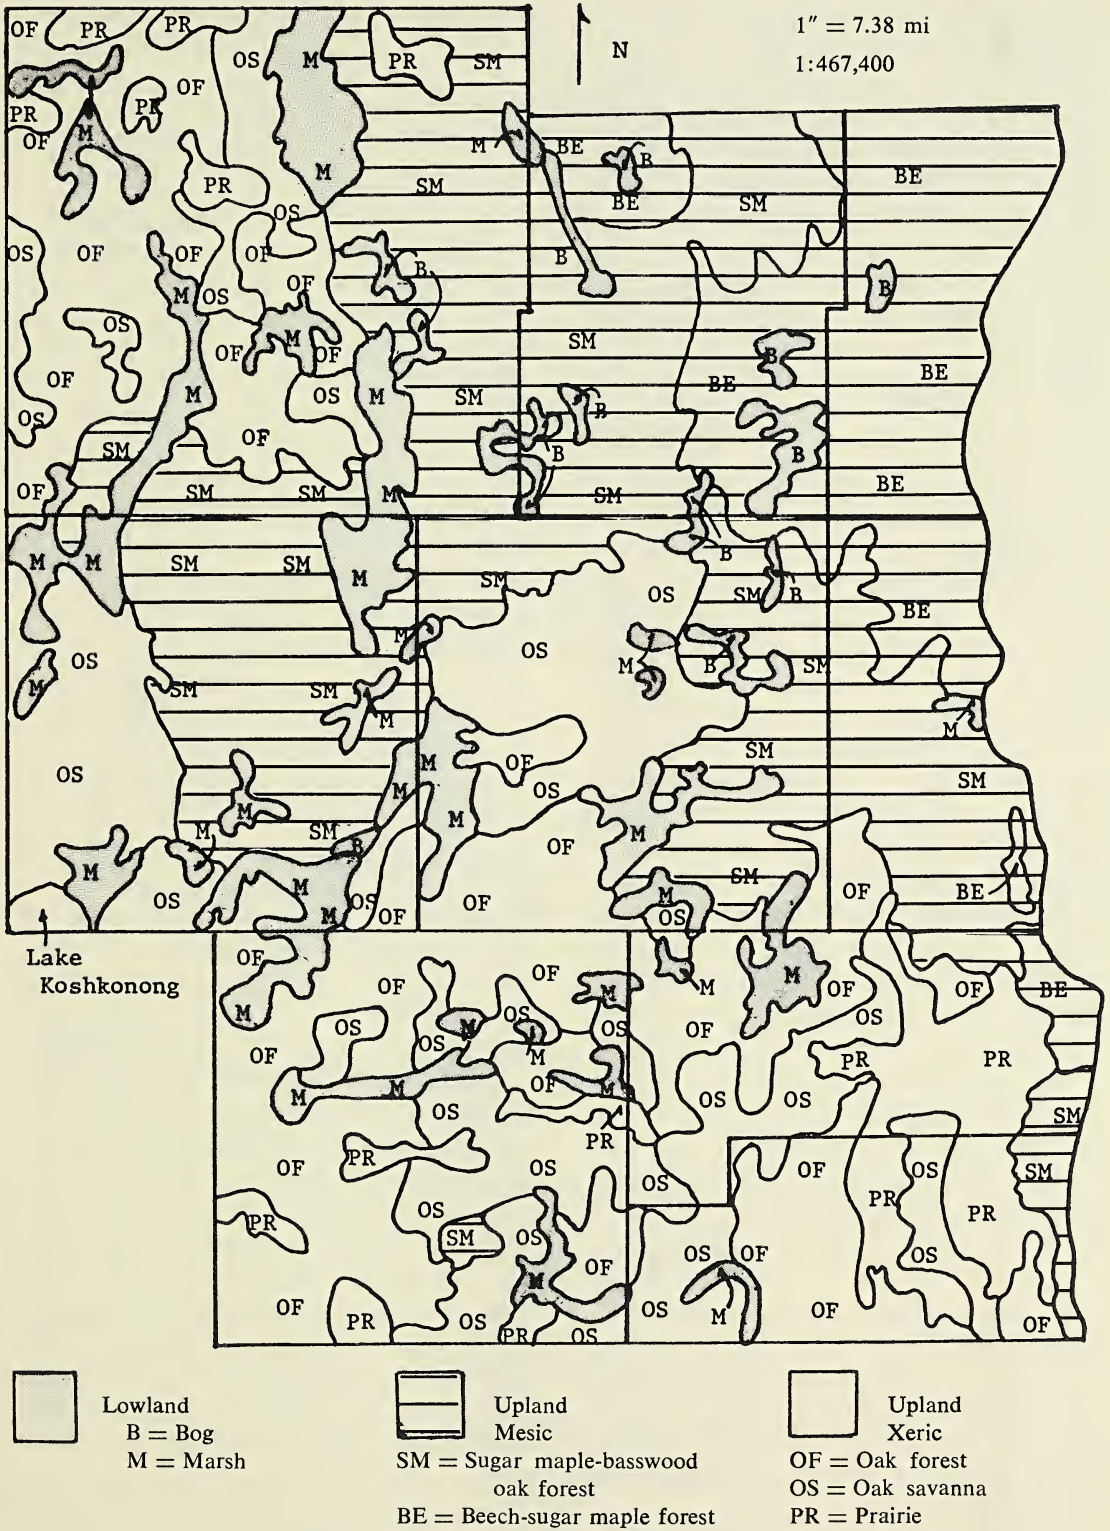 OF PR PR
1" = 7.38 mi
N
OS M PR SM
1:467,400
OF
PR PR
OF M
M BE B
M
PR SM BE SM BE
OS
OS OF OF OF B B
OF
M OS B
OS M SM
OF OF B
OF BE BE
M OS M SM
OS B
OF
SM B B
OF SM SM M SM BE
M M SM SM M SM B
OS SM B
BE
M
OS OS M B SM
M SM SM
M M
SM
OS M OF SM
M OS
M M SM M M
B OF
M M M SM OF BE
OS OS OF OF OS
Lake
Koshkonong
OF OF OF M M OF OF BE
M M
OS M OS OS OF OS
OF OS M PR PR
M M OF M OS OS
OS SM
PR
PR
OF OS OS OF OS SM
PR OS PR PR
SM OS OS OF OS
OF
M
OF OS M OF
PR OS PR OS OF
Lowland
B = Bog
M = Marsh
Upland
Mesic
SM = Sugar maple-basswood
oak forest
BE = Beech-sugar maple forest
Upland
Xeric
OF = Oak forest
OS = Oak savanna
PR = Prairie